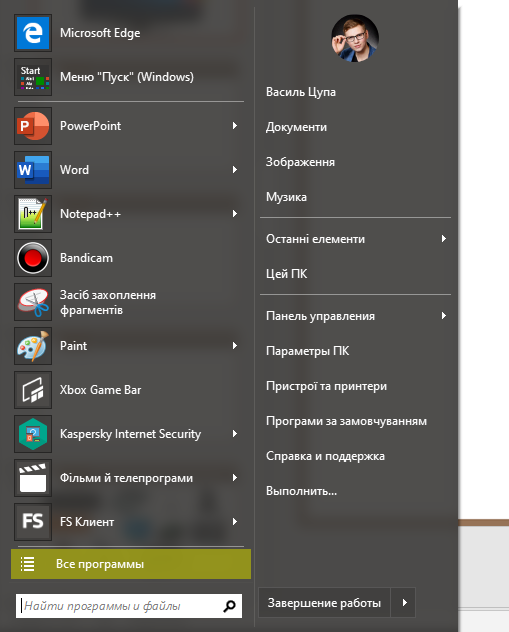 Microsoft Edge
Start
Меню "Пуск" (Windows)
PowerPoint
Word
Notepad++
Bandicam
Засіб захоплення
фрагментів
Paint
Xbox Game Bar
Kaspersky Internet Security
Фільми й телепрограми
FS Клиент
Все программы
Найти программы и файлы
Василь Цупа
Документи
Зображення
Музика
Останні елементи
Цей ПК
Панель управления
Параметры ПК
Пристрої та принтери
Програми за замовчуванням
Справка и поддержка
Выполнить...
Завершение работы